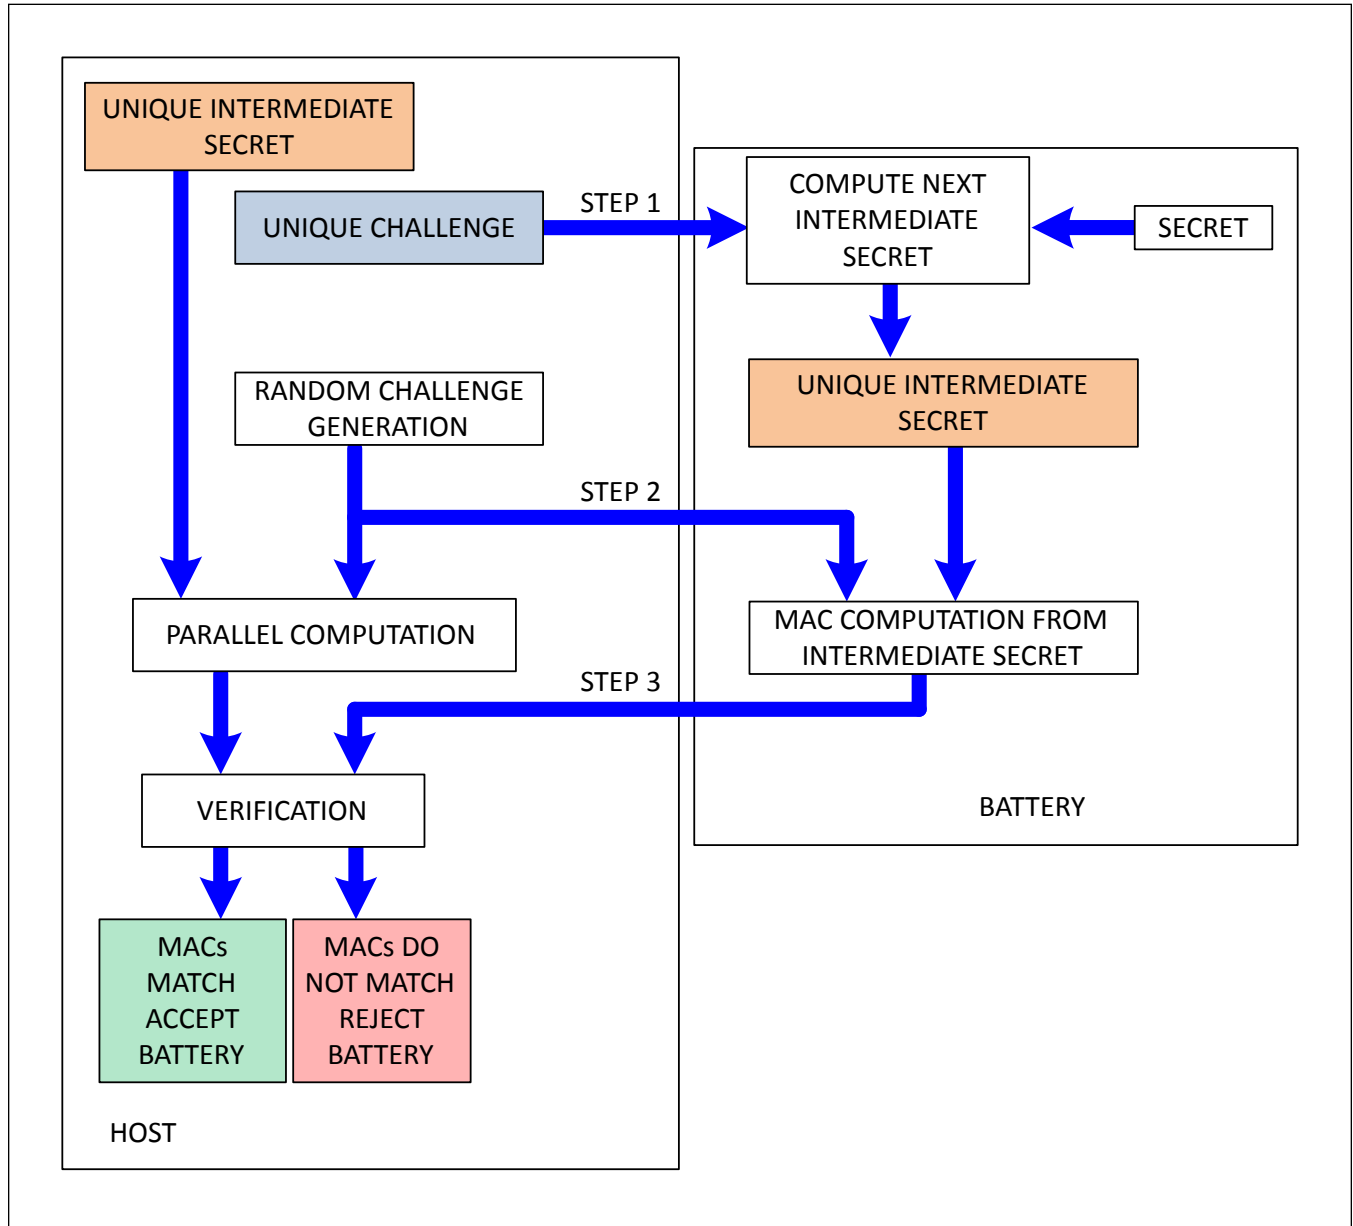 UNIQUE INTERMEDIATE
SECRET
UNIQUE CHALLENGE
STEP 1
COMPUTE NEXT
INTERMEDIATE
SECRET
SECRET
RANDOM CHALLENGE
GENERATION
UNIQUE INTERMEDIATE
SECRET
STEP 2
PARALLEL COMPUTATION
MAC COMPUTATION FROM
INTERMEDIATE SECRET
STEP 3
VERIFICATION
BATTERY
MACs
MATCH
ACCEPT
BATTERY
MACs DO
NOT MATCH
REJECT
BATTERY
HOST